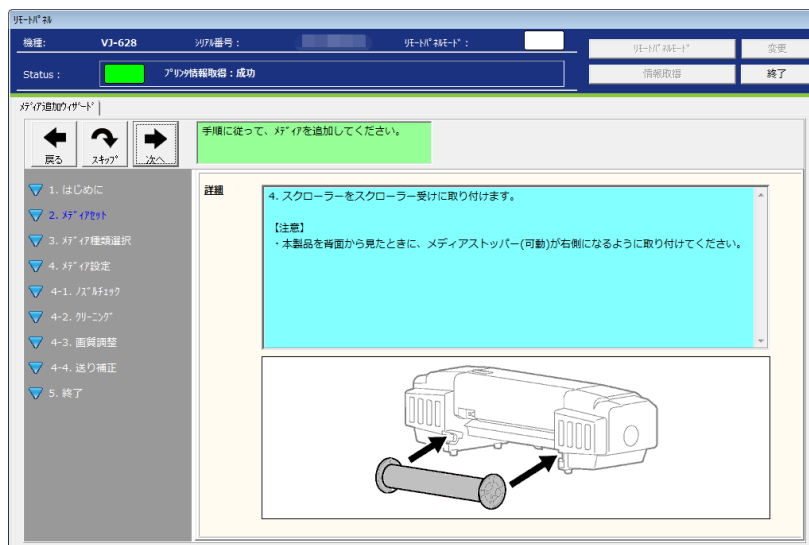 ﾘﾓｰﾄﾊﾟﾈﾙ
機種: VJ-628 ｼﾘｱﾙ番号： ﾘﾓｰﾄﾊﾟﾈﾙﾓｰﾄﾞ： ﾘﾓｰﾄﾊﾟﾈﾙﾓｰﾄﾞ 変更
Status： ﾌﾟﾘﾝﾀ情報取得：成功 情報取得 終了
ﾒﾃﾞｨｱ追加ｳｨｻﾞｰﾄﾞ
戻る ｽｷｯﾌﾟ 次へ
手順に従って、ﾒﾃﾞｨｱを追加してください。
1. はじめに
2. ﾒﾃﾞｨｱｾｯﾄ
3. ﾒﾃﾞｨｱ種類選択
4. ﾒﾃﾞｨｱ設定
4-1. ﾉｽﾞﾙﾁｪｯｸ
4-2. ｸﾘｰﾆﾝｸﾞ
4-3. 画質調整
4-4. 送り補正
5. 終了
詳細
4. スクローラーをスクローラー受けに取り付けます。
【注意】
・本製品を背面から見たときに、メディアストッパー(可動)が右側になるように取り付けてください。